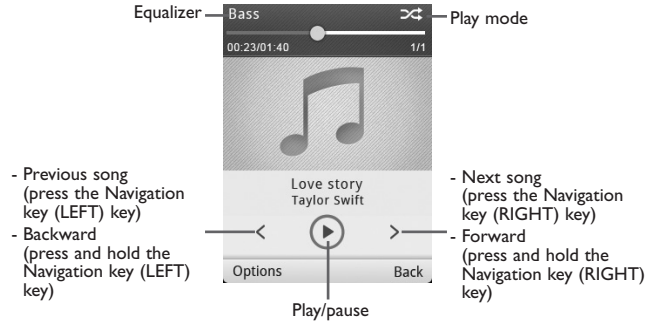 Equalizer
Bass
Play mode
00:23/01:40
1/1
Love story
Taylor Swift
- Previous song
(press the Navigation
key (LEFT) key)
- Backward
(press and hold the
Navigation key (LEFT)
key)
- Next song
(press the Navigation
key (RIGHT) key)
- Forward
(press and hold the
Navigation key (RIGHT)
key)
Options
Back
Play/pause